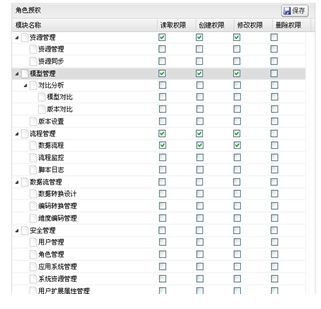 角色授权 保存
模块名称 读取权限 创建权限 修改权限 删除权限
资源管理
资源管理
资源同步
模型管理
对比分析
模型对比
版本对比
版本设置
流程管理
数据流程
流程监控
脚本日志
数据流管理
数据转换设计
编码转换管理
维度编码管理
安全管理
用户管理
角色管理
应用系统管理
系统资源管理
用户扩展属性管理